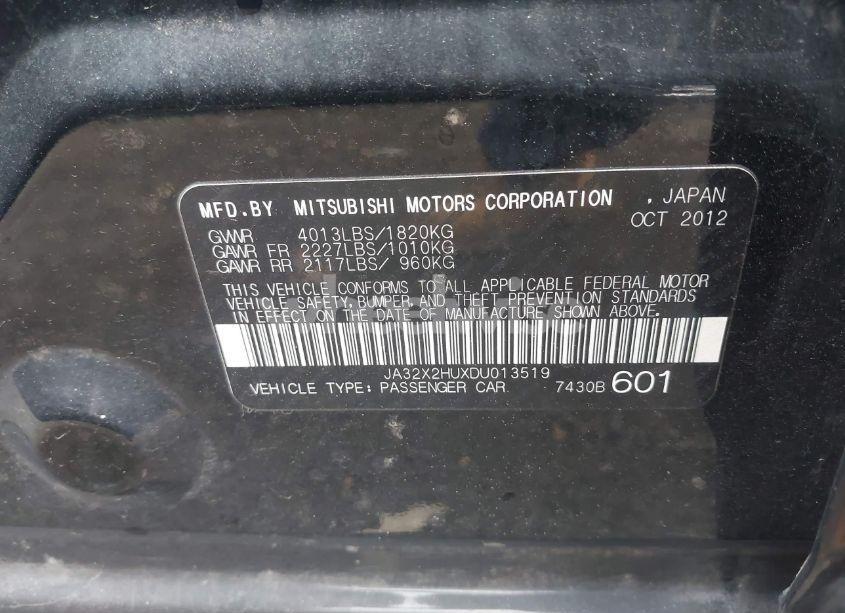 MFD.BY MITSUBISHI MOTORS CORPORATION , JAPAN
OCT 2012
GVWR 4013LBS/1820KG
GAWR FR 2227LBS/1010KG
GAWR RR 2117LBS/ 960KG
THIS VEHICLE CONFORMS TO ALL APPLICABLE FEDERAL MOTOR
VEHICLE SAFETY, BUMPER, AND THEFT PREVENTION STANDARDS
IN EFFECT ON THE DATE OF MANUFACTURE SHOWN ABOVE.
JA32X2HUXDU013519
VEHICLE TYPE: PASSENGER CAR 7430B 601